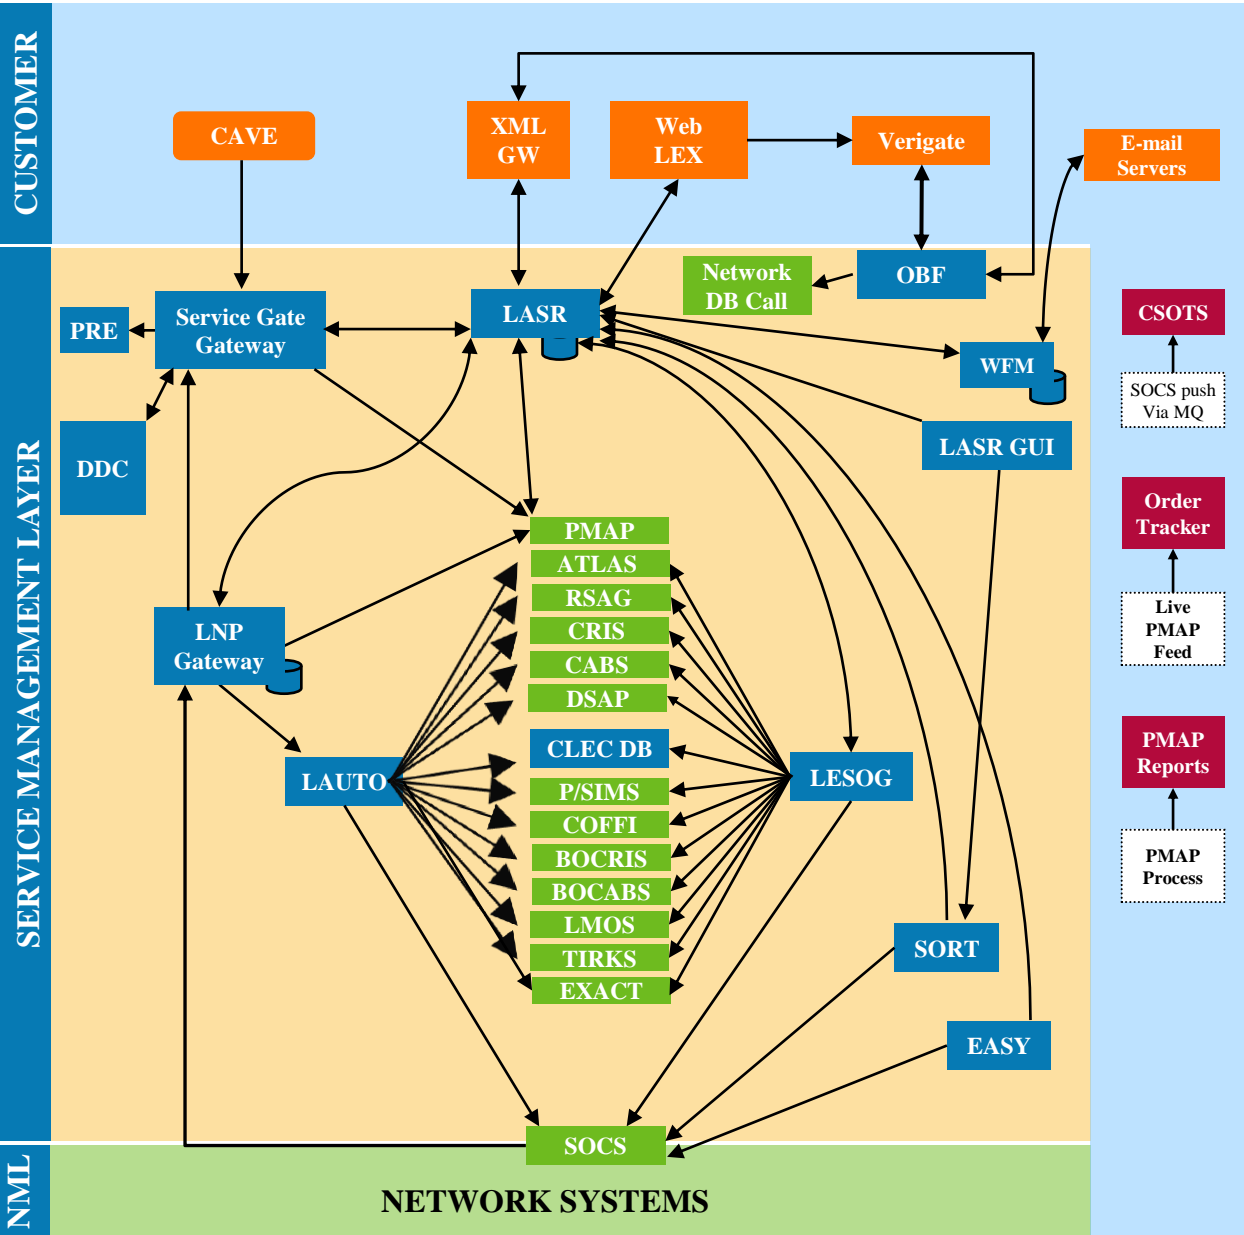 CUSTOMER
CAVE
XML
GW
Web
LEX
Verigate
E-mail
Servers
SERVICE MANAGEMENT LAYER
Network
DB Call
OBF
PRE
Service Gate
Gateway
LASR
WFM
CSOTS
SOCS push
Via MQ
DDC
LASR GUI
PMAP
ATLAS
RSAG
CRIS
CABS
DSAP
CLEC DB
P/SIMS
COFFI
BOCRIS
BOCABS
LMOS
TIRKS
EXACT
Order
Tracker
Live
PMAP
Feed
LNP
Gateway
LAUTO
LESOG
PMAP
Reports
PMAP
Process
SORT
EASY
SOCS
NML
NETWORK SYSTEMS